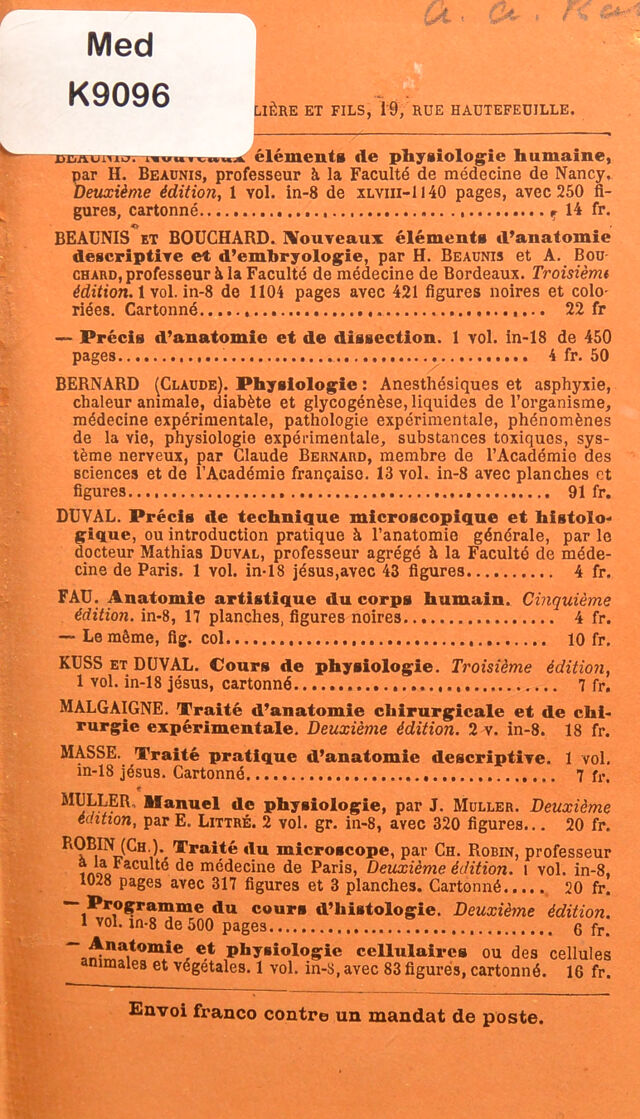 a. a.
Med
K9096
LIÈRE ET FILS, 19, RUE HAUTEFEUILLE.
BEAUNIS. Nouveaux éléments de physiologie humaine,
par H. BEAUNIS, professeur à la Faculté de médecine de Nancy.
Deuxième édition, 1 vol. in-8 de XLVIII-1140 pages, avec 250 fi-
gures, cartonné........ 14 fr.
BEAUNIS ET BOUCHARD. Nouveaux éléments d'anatomie
descriptive et d'embryologie, par H. BEAUNIS et A. BOU-
CHARD, professeur à la Faculté de médecine de Bordeaux. Troisième
édition. 1 vol. in-8 de 1104 pages avec 421 figures noires et colo-
riées. Cartonné........ 22 fr
— Précis d'anatomie et de dissection. 1 vol. in-18 de 450
pages........ 4 fr. 50
BERNARD (CLAUDE). Physiologie : Anesthésiques et asphyxie,
chaleur animale, diabète et glycogénèse, liquides de l'organisme,
médecine expérimentale, pathologie expérimentale, phénomènes
de la vie, physiologie expérimentale, substances toxiques, sys-
tème nerveux, par Claude BERNARD, membre de l'Académie des
sciences et de l'Académie française. 13 vol. in-8 avec planches et
figures........ 91 fr.
DUVAL. Précis de technique microscopique et histolo-
gique, ou introduction pratique à l'anatomie générale, par le
docteur Mathias DUVAL, professeur agrégé à la Faculté de méde-
cine de Paris. 1 vol. in-18 jésus,avec 43 figures........ 4 fr.
FAU. Anatomie artistique du corps humain. Cinquième
édition. in-8, 17 planches, figures noires........ 4 fr.
— Le même, fig. col........ 10 fr.
KUSS ET DUVAL. Cours de physiologie. Troisième édition,
1 vol. in-18 jésus, cartonné........ 7 fr.
MALGAIGNE. Traité d'anatomie chirurgicale et de chi-
rurgie expérimentale. Deuxième édition. 2 v. in-8. 18 fr.
MASSE. Traité pratique d'anatomie descriptive. 1 vol.
in-18 jésus. Cartonné........ 7 fr.
MULLER. Manuel de physiologie, par J. MULLER. Deuxième
édition, par E. LITTRÉ. 2 vol. gr. in-8, avec 320 figures... 20 fr.
ROBIN (CH.). Traité du microscope, par CH. ROBIN, professeur
à la Faculté de médecine de Paris, Deuxième édition. 1 vol. in-8,
1028 pages avec 317 figures et 3 planches. Cartonné..... 20 fr.
— Programme du cours d'histologie. Deuxième édition.
1 vol. in-8 de 500 pages........ 6 fr.
— Anatomie et physiologie cellulaires ou des cellules
animales et végétales. 1 vol. in-8, avec 83 figures, cartonné. 16 fr.
Envoi franco contre un mandat de poste.